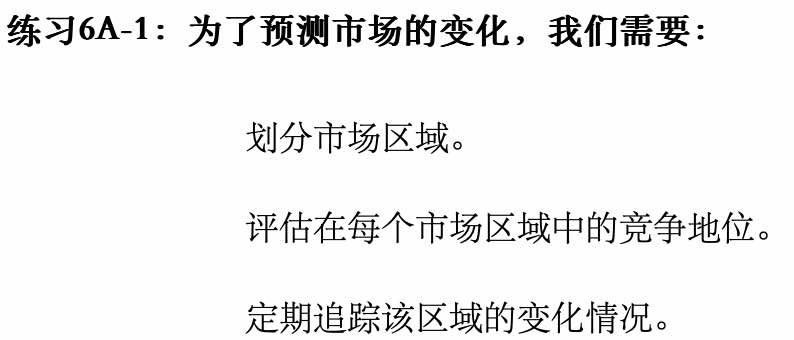 练习6A-1：为了预测市场的变化，我们需要：
划分市场区域。
评估在每个市场区域中的竞争地位。
定期追踪该区域的变化情况。